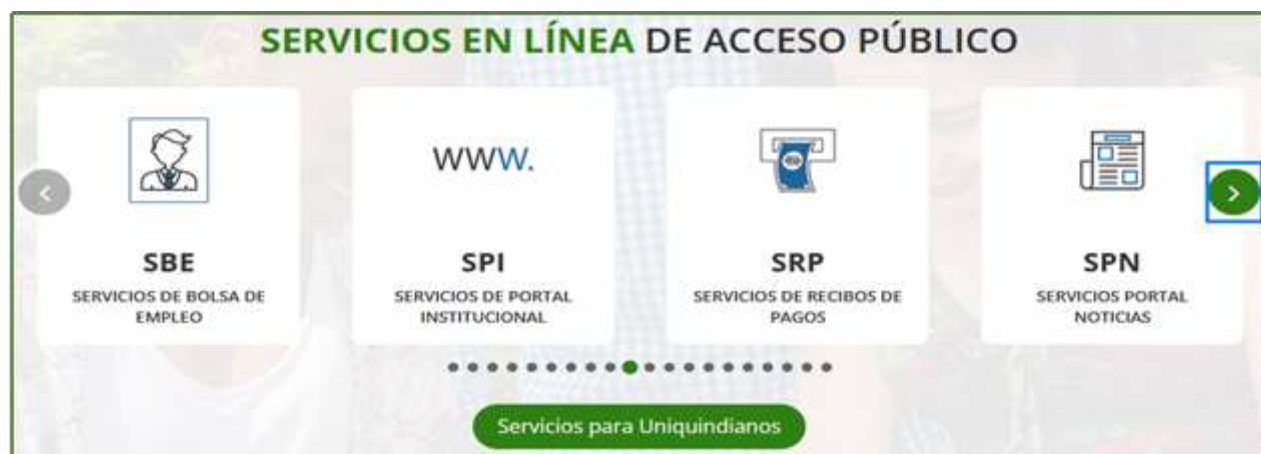 SERVICIOS EN LÍNEA DE ACCESO PÚBLICO
www.
SBE
SERVICIOS DE BOLSA DE
EMPLEO
SPI
SERVICIOS DE PORTAL
INSTITUCIONAL
SRP
SERVICIOS DE RECIBOS DE
PAGOS
SPN
SERVICIOS PORTAL
NOTICIAS
Servicios para Uniquindianos